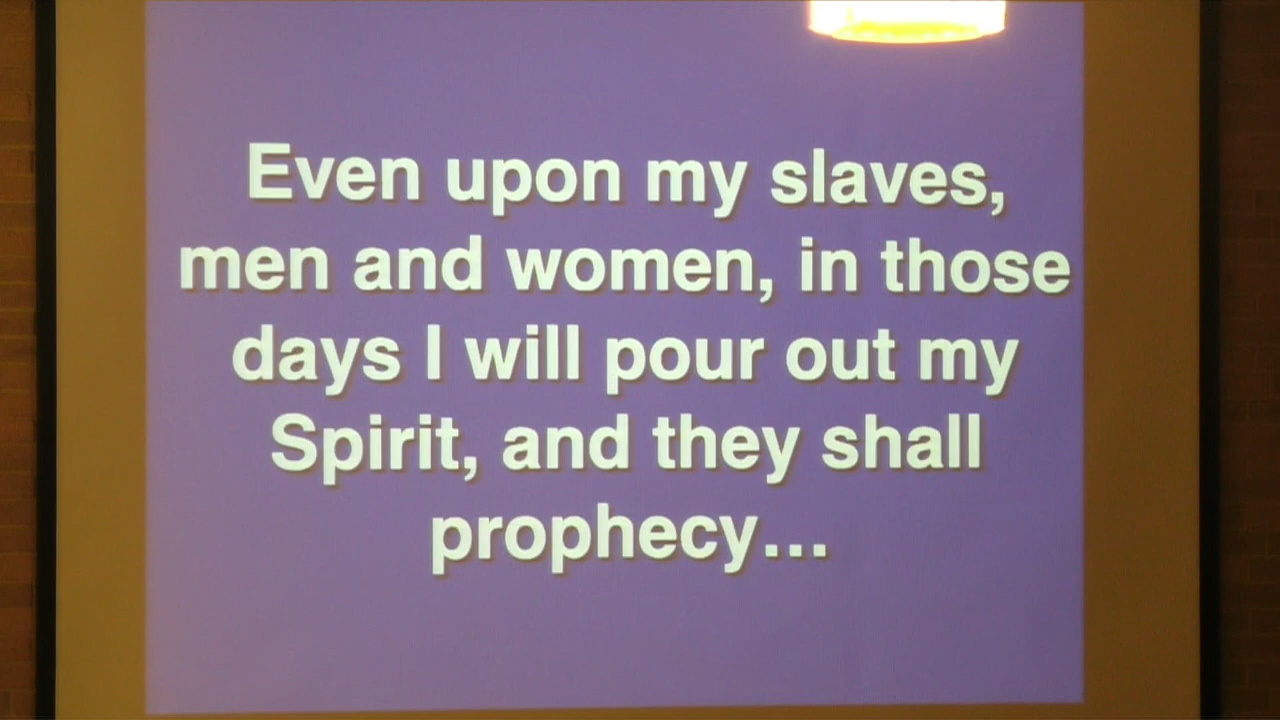 Even upon my slaves,
men and women, in those
days I will pour out my
Spirit, and they shall
prophecy...